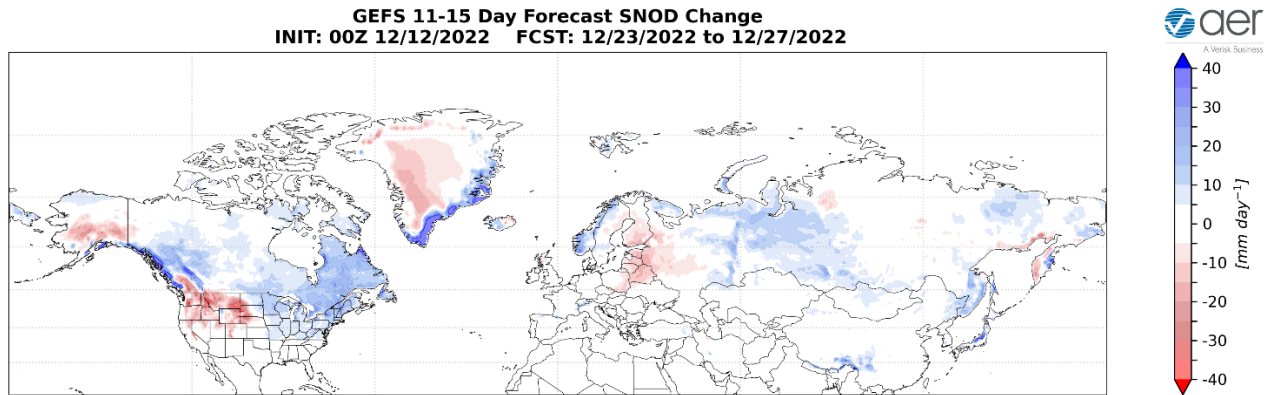 GEFS 11-15 Day Forecast SNOD Change
INIT: 00Z 12/12/2022    FCST: 12/23/2022 to 12/27/2022
aer
A Verisk Business
40
30
20
10
0
-10
-20
-30
-40
[mm day⁻¹]